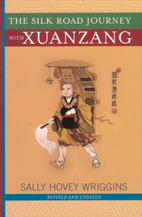 THE SILK ROAD JOURNEY
WITH XUANZANG
SALLY HOVEY WRIGGINS
REVISED AND UPDATED